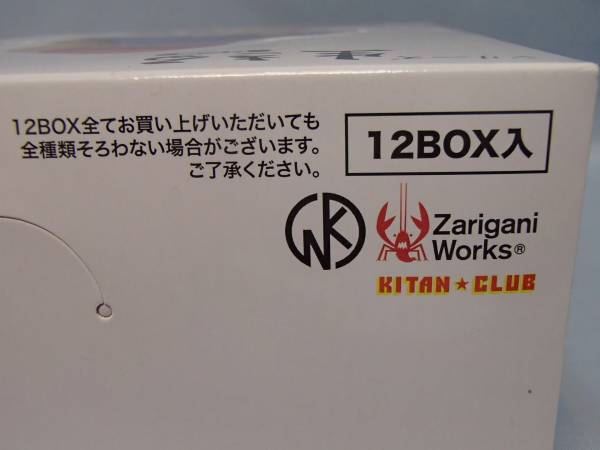 12BOX全てお買い上げいただいても
全種類そろわない場合がございます。
ご了承ください。
12BOX入
Zarigani
Works®
KITAN★CLUB